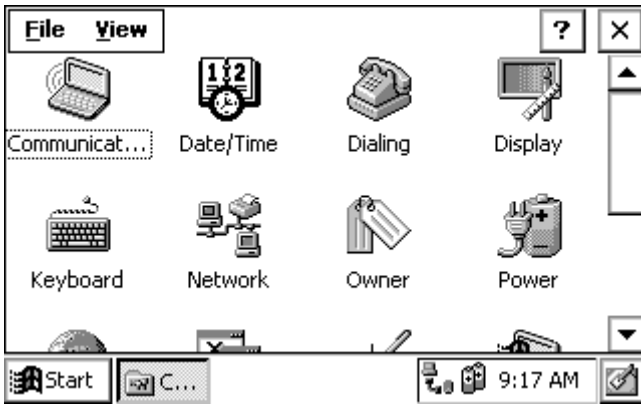 File View ? ×
Communicat... Date/Time Dialing Display
Keyboard Network Owner Power
Start C... 9:17 AM